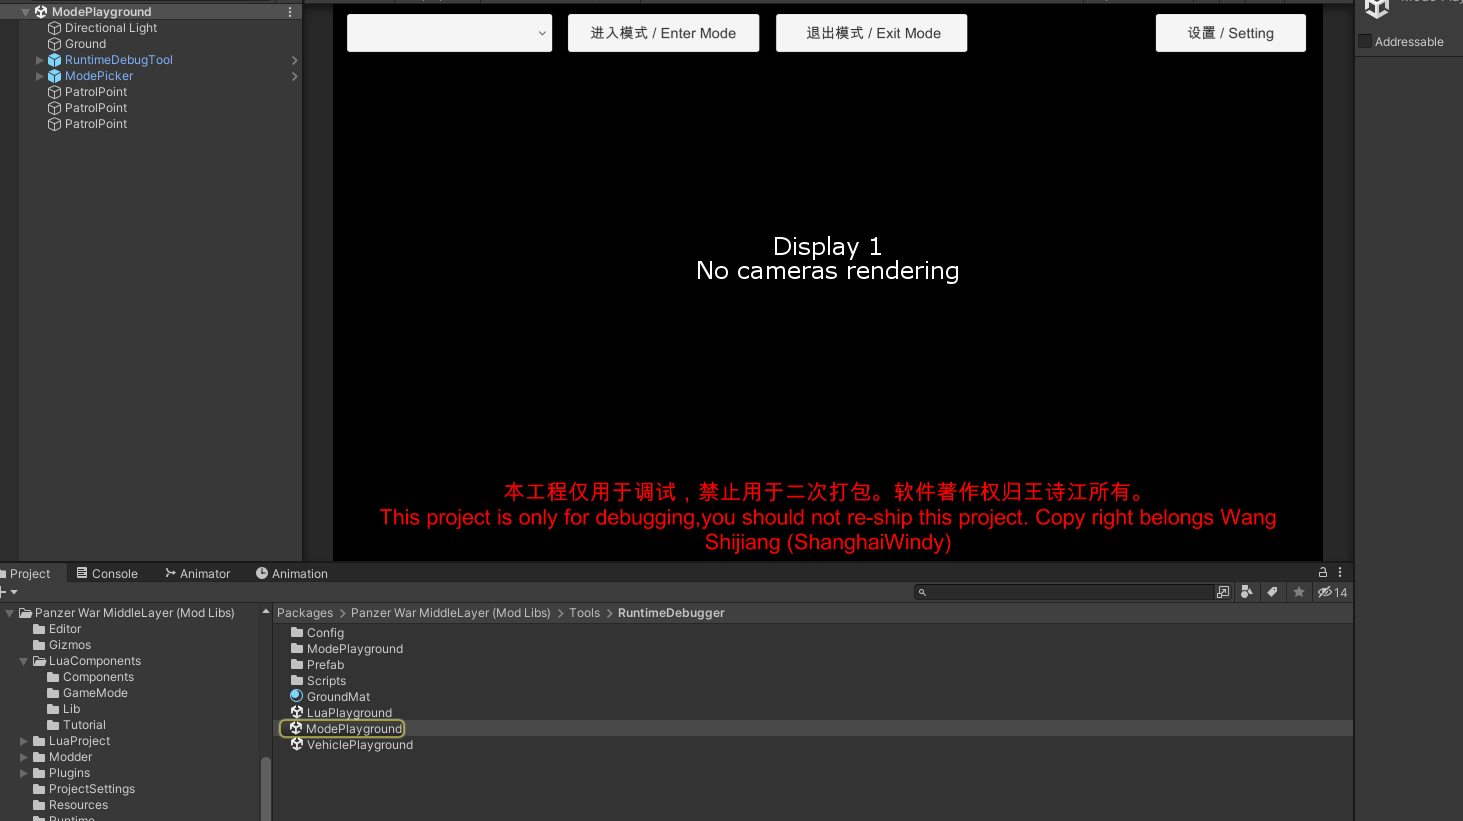 ModePlayground
Directional Light
Ground
RuntimeDebugTool
ModePicker
PatrolPoint
PatrolPoint
PatrolPoint
进入模式 / Enter Mode
退出模式 / Exit Mode
设置 / Setting
Addressable
Display 1
No cameras rendering
本工程仅用于调试，禁止用于二次打包。软件著作权归王诗江所有。
This project is only for debugging,you should not re-ship this project. Copy right belongs Wang
Shijiang (ShanghaiWindy)
Project
Console
Animator
Animation
14
Panzer War MiddleLayer (Mod Libs)
Editor
Gizmos
LuaComponents
Components
GameMode
Lib
Tutorial
LuaProject
Modder
Plugins
ProjectSettings
Resources
Runtime
Packages > Panzer War MiddleLayer (Mod Libs) > Tools > RuntimeDebugger
Config
ModePlayground
Prefab
Scripts
GroundMat
LuaPlayground
ModePlayground
VehiclePlayground